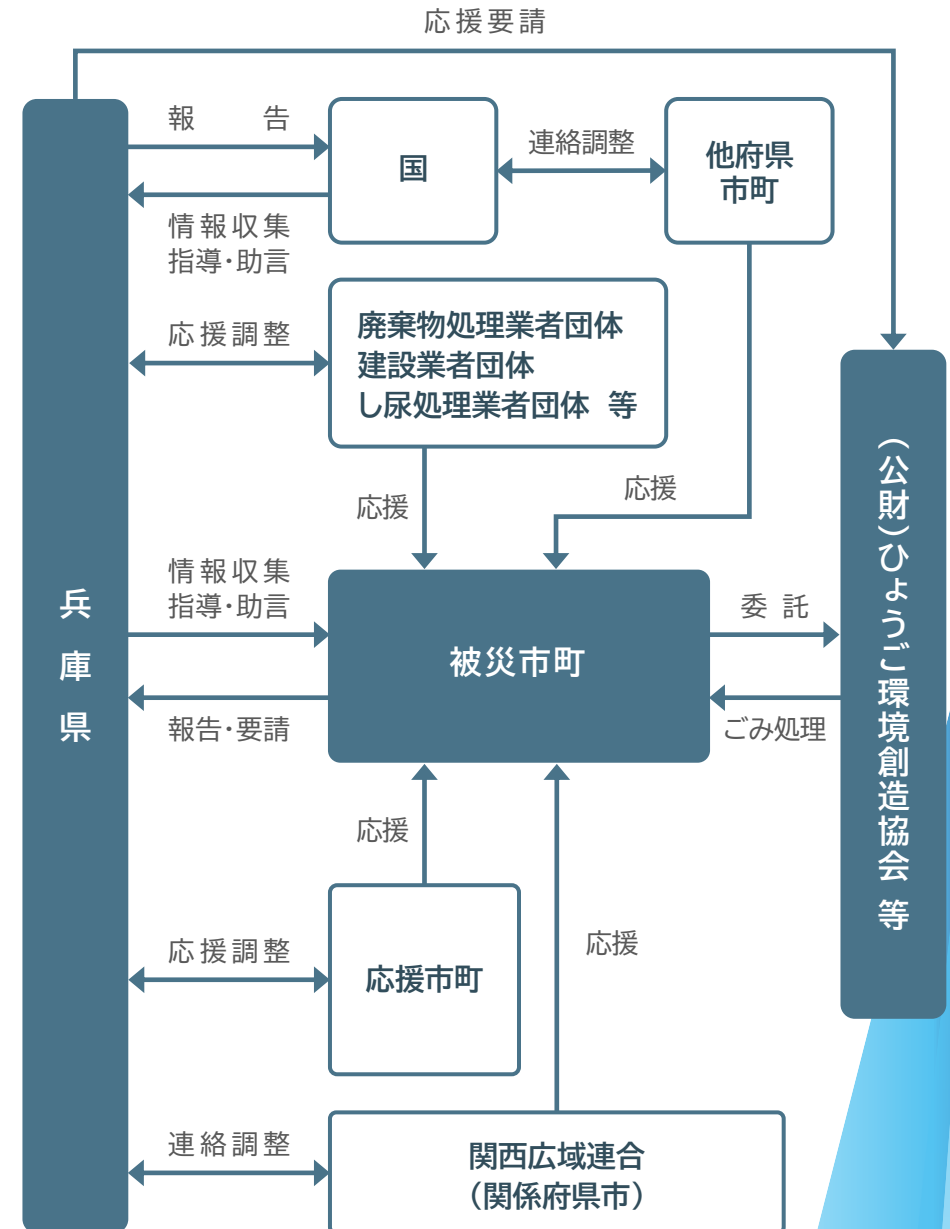 応援要請
報告
国
連絡調整
他府県
市町
情報収集
指導・助言
応援調整
廃棄物処理業者団体
建設業者団体
し尿処理業者団体 等
応援
応援
兵庫県
情報収集
指導・助言
被災市町
委託
報告・要請
ごみ処理
(公財)ひょうご環境創造協会 等
応援
応援調整
応援市町
応援
連絡調整
関西広域連合
(関係府県市)